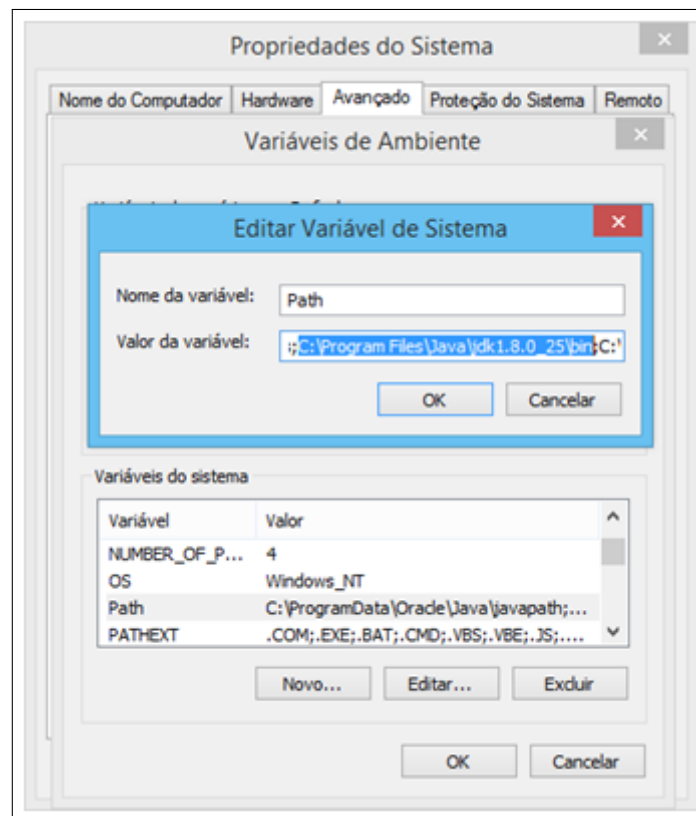 Propriedades do Sistema
Nome do Computador Hardware Avançado Proteção do Sistema Remoto
Variáveis de Ambiente
Editar Variável de Sistema
Nome da variável: Path
Valor da variável: ;C:\Program Files\Java\jdk1.8.0_25\bin;C:\
OK Cancelar
Variáveis do sistema
Variável Valor
NUMBER_OF_P... 4
OS Windows_NT
Path C:\ProgramData\Oracle\Java\javapath;...
PATHEXT .COM;.EXE;.BAT;.CMD;.VBS;.VBE;.JS;....
Novo... Editar... Excluir
OK Cancelar